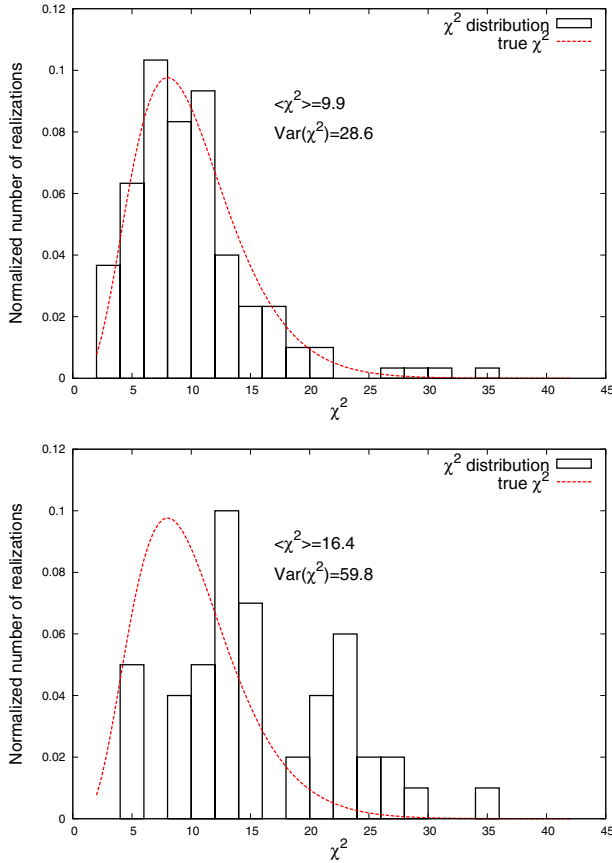 0.12
χ² distribution
true χ²
0.1
<χ²>=9.9
Var(χ²)=28.6
0.08
0.06
0.04
0.02
0
Normalized number of realizations
0 5 10 15 20 25 30 35 40 45
χ²
0.12
χ² distribution
true χ²
0.1
<χ²>=16.4
Var(χ²)=59.8
0.08
0.06
0.04
0.02
0
Normalized number of realizations
0 5 10 15 20 25 30 35 40 45
χ²